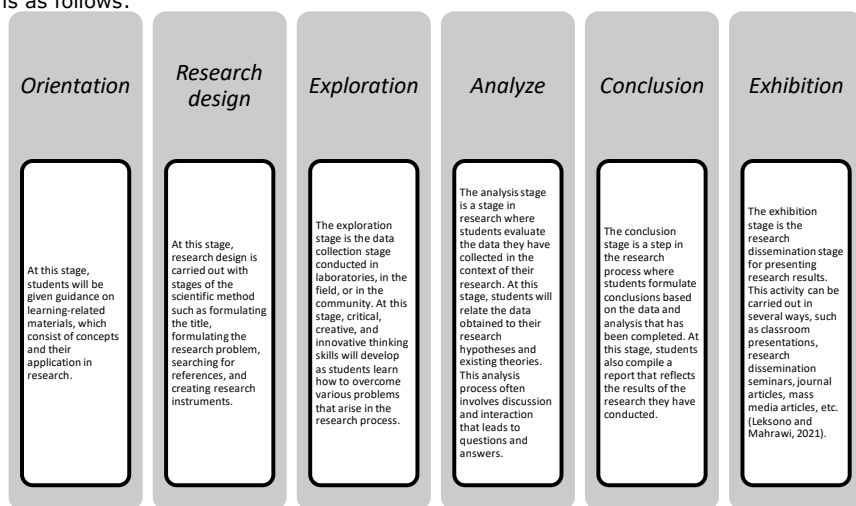 is as follows:
Orientation
At this stage,
students will be
given guidance on
learning-related
materials, which
consist of concepts
and their
application in
research.
Research
design
At this stage,
research design is
carried out with
stages of the
scientific method
such as formulating
the title,
formulating the
research problem,
searching for
references, and
creating research
instruments.
Exploration
The exploration
stage is the data
collection stage
conducted in
laboratories, in the
field, or in the
community. At this
stage, critical,
creative, and
innovative thinking
skills will develop
as students learn
how to overcome
various problems
that arise in the
research process.
Analyze
The analysis stage
is a stage in
research where
students evaluate
the data they have
collected in the
context of their
research. At this
stage, students will
relate the data
obtained to their
research
hypotheses and
existing theories.
This analysis
process often
involves discussion
and interaction
that leads to
questions and
answers.
Conclusion
The conclusion
stage is a step in
the research
process where
students formulate
conclusions based
on the data and
analysis that has
been completed. At
this stage, students
also compile a
report that reflects
the results of the
research they have
conducted.
Exhibition
The exhibition
stage is the
research
dissemination stage
for presenting
research results.
This activity can be
carried out in
several ways, such
as classroom
presentations,
research
dissemination
seminars, journal
articles, mass
media articles, etc.
(Leksono and
Mahrawi, 2021).